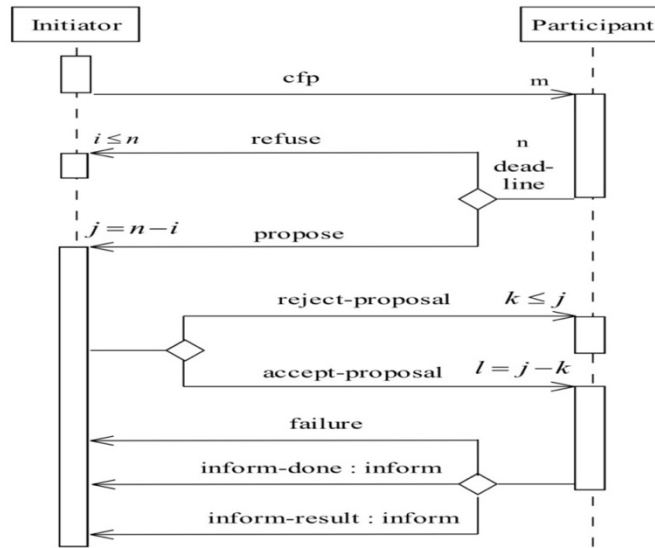 Initiator
Participant
cfp
m
i ≤ n
refuse
n
dead-
line
j = n – i
propose
reject-proposal
k ≤ j
accept-proposal
l = j – k
failure
inform-done : inform
inform-result : inform